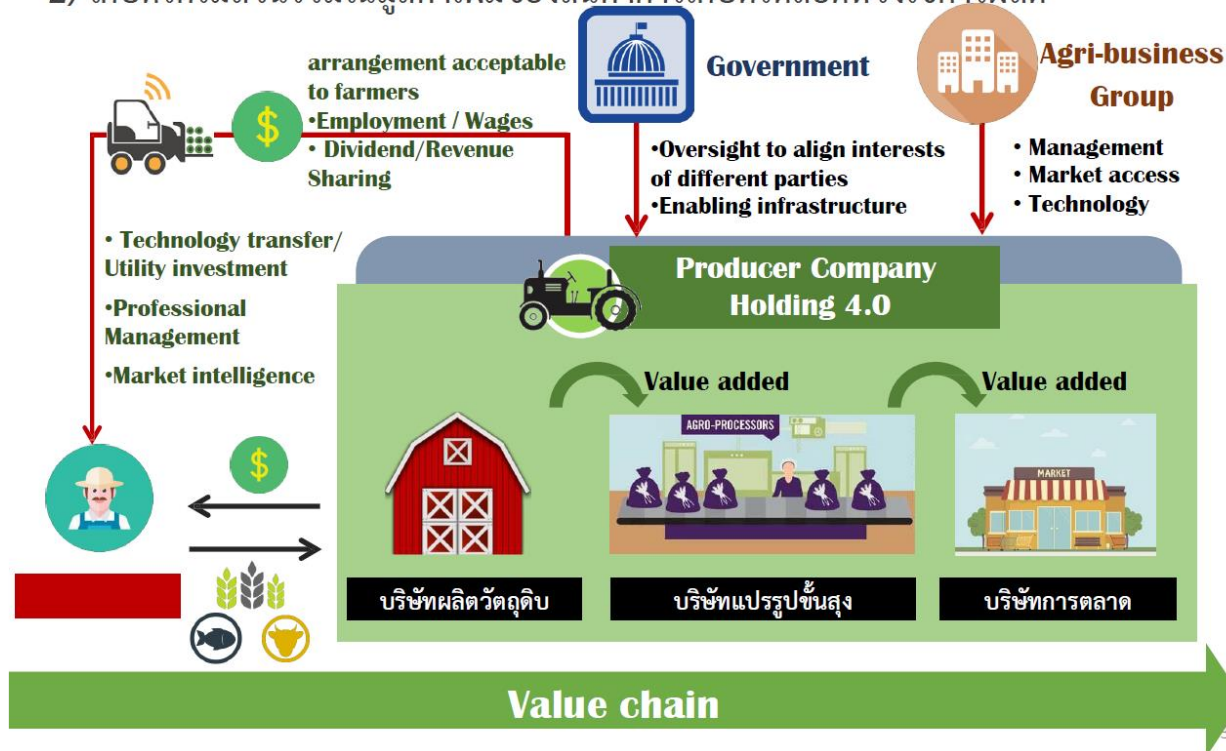 arrangement acceptable
to farmers
•Employment / Wages
• Dividend/Revenue
Sharing
Government
Agri-business
Group
•Oversight to align interests
of different parties
•Enabling infrastructure
• Management
• Market access
• Technology
• Technology transfer/
Utility investment
•Professional
Management
•Market intelligence
$
Producer Company
Holding 4.0
Value added
Value added
AGRO-PROCESSORS
MARKET
$
บริษัทผลิตวัตถุดิบ
บริษัทแปรรูปขั้นสูง
บริษัทการตลาด
Value chain